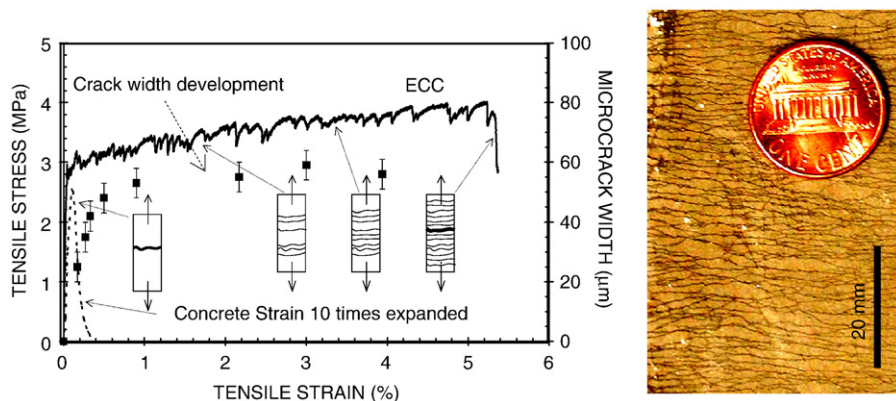 TENSILE STRESS (MPa)
5
4
3
2
1
0
Crack width development
ECC
Concrete Strain 10 times expanded
0
1
2
3
4
5
6
TENSILE STRAIN (%)
100
80
60
40
20
0
MICROCRACK WIDTH (μm)
UNITED STATES OF AMERICA
ONE CENT
20 mm